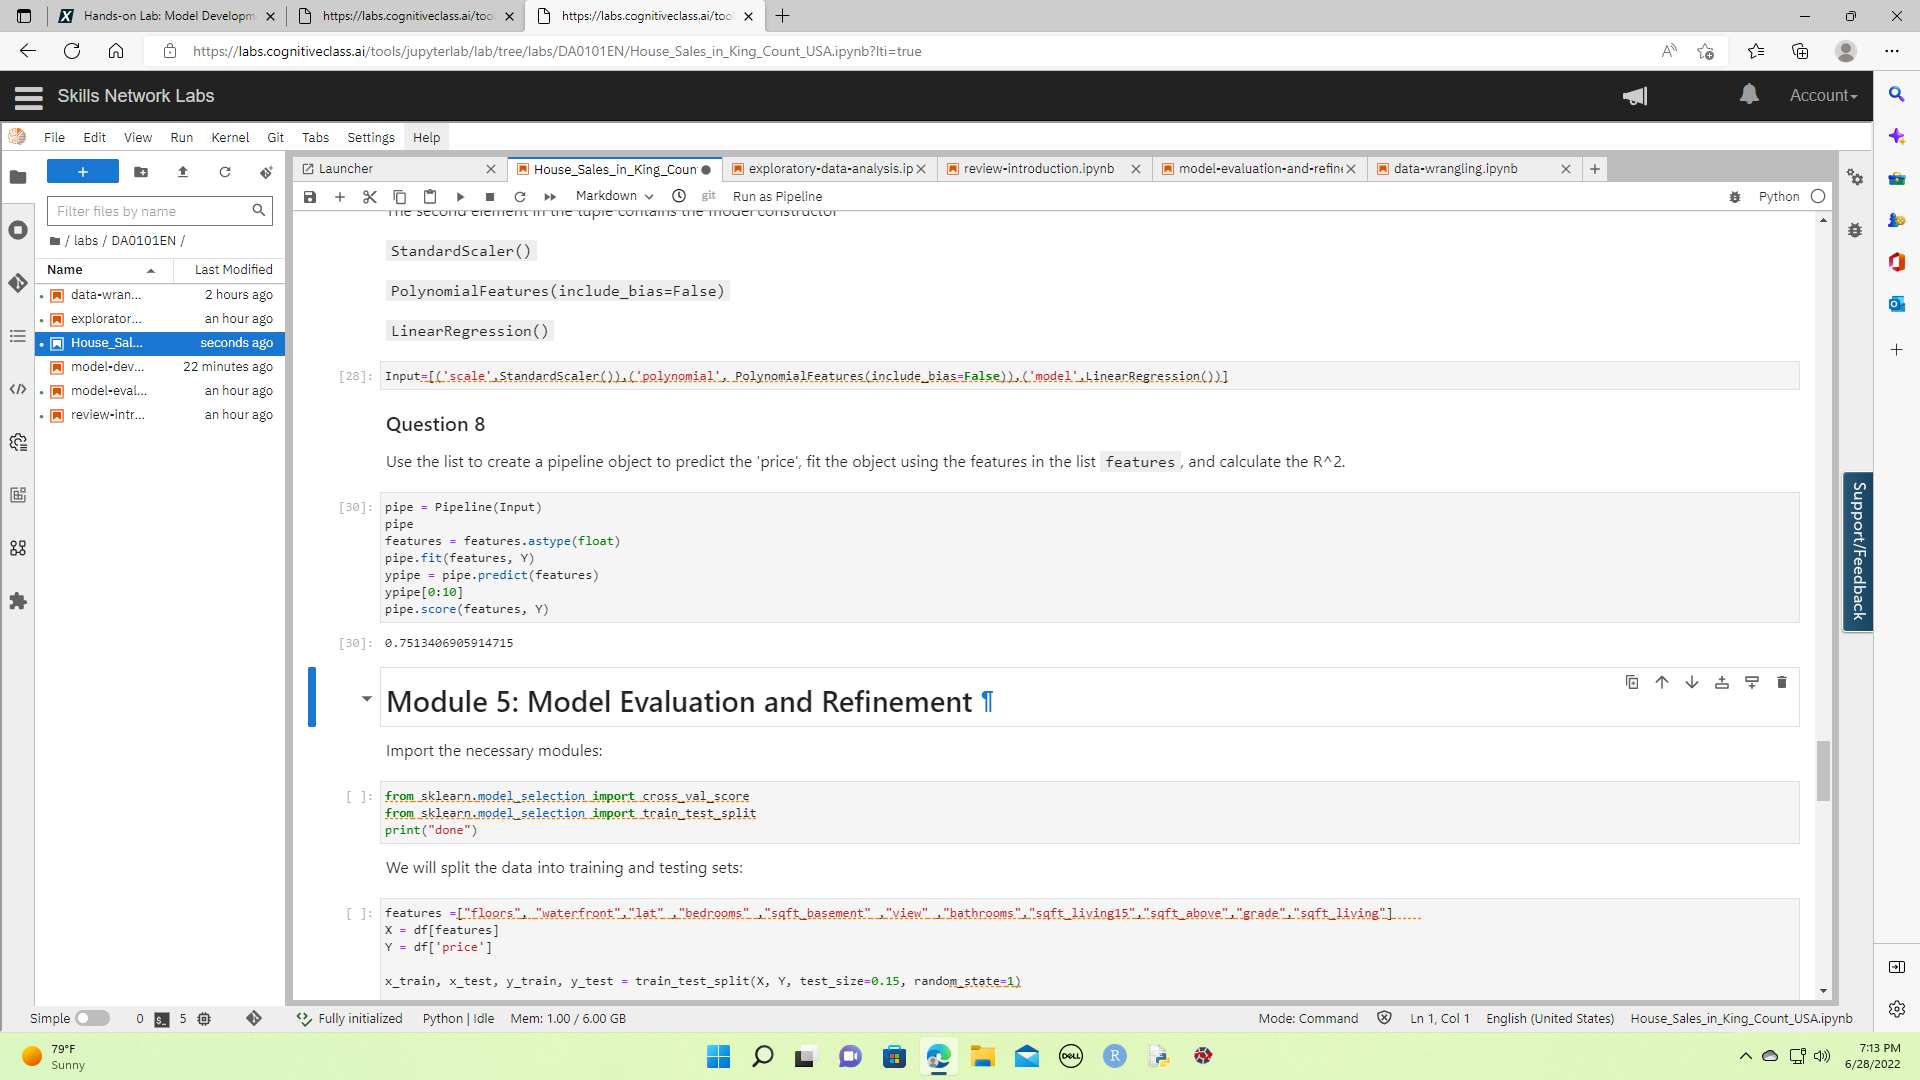 Hands-on Lab: Model Developm
https://labs.cognitiveclass.ai/tool
https://labs.cognitiveclass.ai/tool
https://labs.cognitiveclass.ai/tools/jupyterlab/lab/tree/labs/DA0101EN/House_Sales_in_King_Count_USA.ipynb?lti=true
Skills Network Labs
Account
File Edit View Run Kernel Git Tabs Settings Help
Launcher
House_Sales_in_King_Coun
exploratory-data-analysis.ip
review-introduction.ipynb
model-evaluation-and-refine
data-wrangling.ipynb
Markdown
git
Run as Pipeline
Python
Filter files by name
/ labs / DA0101EN /
Name Last Modified
data-wran... 2 hours ago
explorator... an hour ago
House_Sal... seconds ago
model-dev... 22 minutes ago
model-eval... an hour ago
review-intr... an hour ago
The second element in the tuple contains the model constructor
StandardScaler()
PolynomialFeatures(include_bias=False)
LinearRegression()
[28]: Input=[('scale',StandardScaler()),('polynomial', PolynomialFeatures(include_bias=False)),('model',LinearRegression())]
Question 8
Use the list to create a pipeline object to predict the 'price', fit the object using the features in the list features , and calculate the R^2.
[30]: pipe = Pipeline(Input)
pipe
features = features.astype(float)
pipe.fit(features, Y)
ypipe = pipe.predict(features)
ypipe[0:10]
pipe.score(features, Y)
[30]: 0.7513406905914715
Module 5: Model Evaluation and Refinement ¶
Import the necessary modules:
[ ]: from sklearn.model_selection import cross_val_score
from sklearn.model_selection import train_test_split
print("done")
We will split the data into training and testing sets:
[ ]: features =["floors", "waterfront","lat" ,"bedrooms" ,"sqft_basement" ,"view" ,"bathrooms","sqft_living15","sqft_above","grade","sqft_living"]
X = df[features]
Y = df['price']
x_train, x_test, y_train, y_test = train_test_split(X, Y, test_size=0.15, random_state=1)
Support/Feedback
Simple 0 5 Fully initialized Python | Idle Mem: 1.00 / 6.00 GB Mode: Command Ln 1, Col 1 English (United States) House_Sales_in_King_Count_USA.ipynb
79°F
Sunny
DELL
R
7:13 PM
6/28/2022